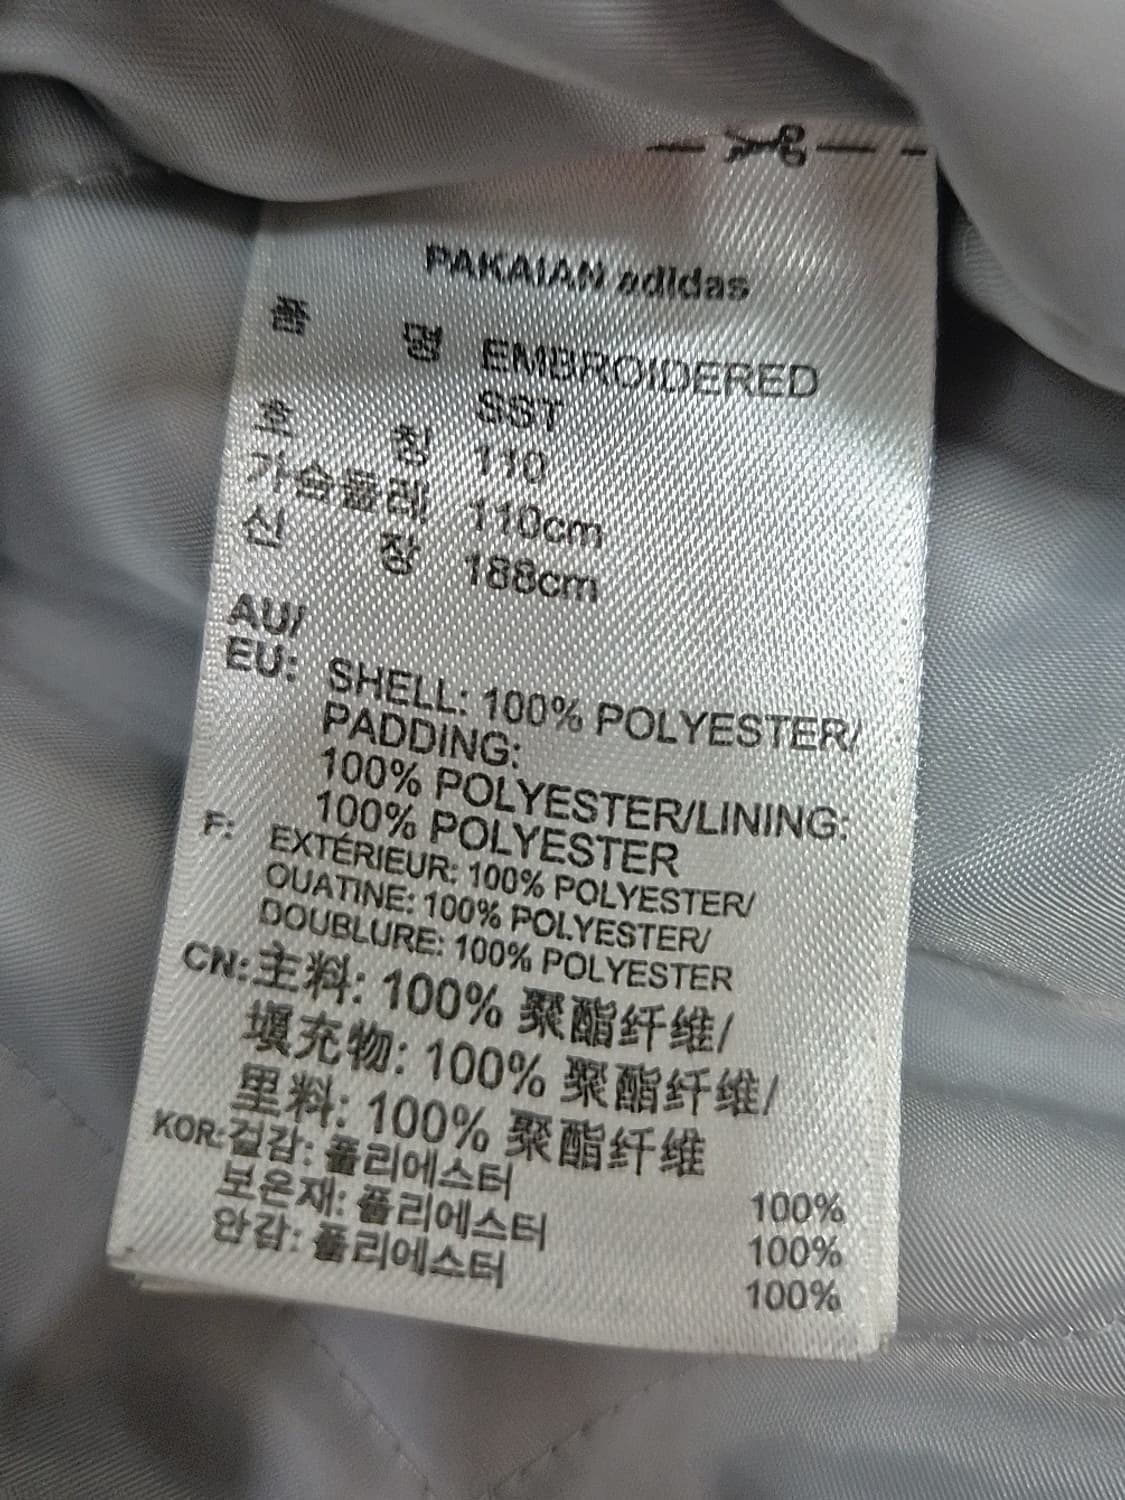 PAKAIAN adidas
품 명 EMBROIDERED
SST
호 칭 110
가슴둘레 110cm
신 장 188cm
AU/
EU: SHELL: 100% POLYESTER/
PADDING:
100% POLYESTER/LINING:
100% POLYESTER
F: EXTÉRIEUR: 100% POLYESTER/
OUATINE: 100% POLYESTER/
DOUBLURE: 100% POLYESTER
CN: 主料: 100% 聚酯纤维/
填充物: 100% 聚酯纤维/
里料: 100% 聚酯纤维
KOR: 겉감: 폴리에스터 100%
보온재: 폴리에스터 100%
안감: 폴리에스터 100%